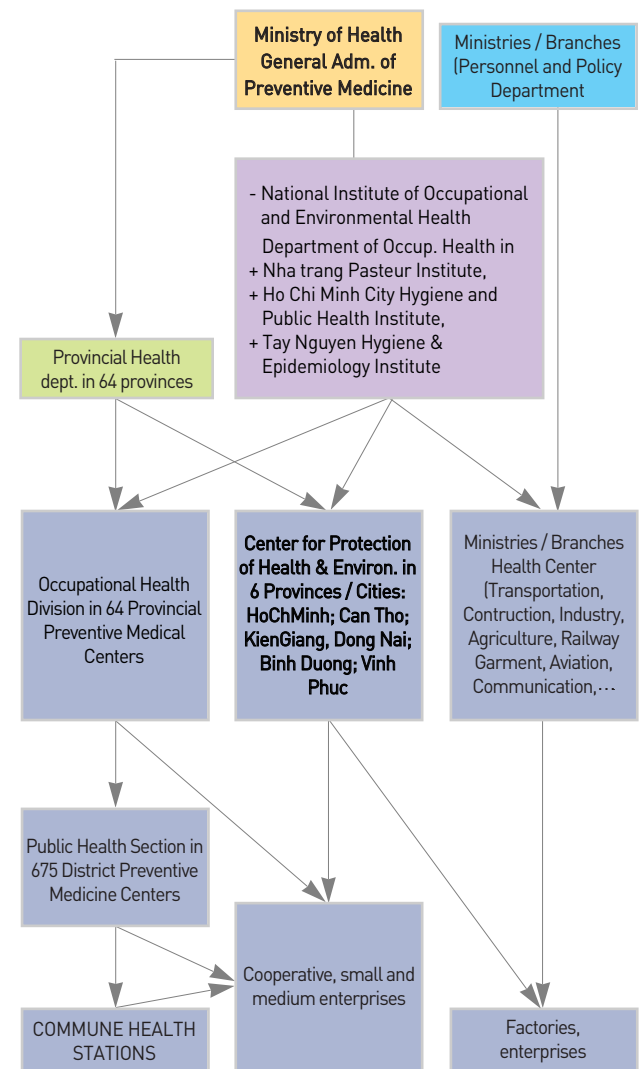 Ministry of Health
General Adm. of
Preventive Medicine
Ministries / Branches
(Personnel and Policy
Department
- National Institute of Occupational
and Environmental Health
Department of Occup. Health in
+ Nha trang Pasteur Institute,
+ Ho Chi Minh City Hygiene and
Public Health Institute,
+ Tay Nguyen Hygiene &
Epidemiology Institute
Provincial Health
dept. in 64 provinces
Occupational Health
Division in 64 Provincial
Preventive Medical
Centers
Center for Protection
of Health & Environ. in
6 Provinces / Cities:
HoChMinh; Can Tho;
KienGiang, Dong Nai;
Binh Duong; Vinh
Phuc
Ministries / Branches
Health Center
(Transportation,
Contruction, Industry,
Agriculture, Railway
Garment, Aviation,
Communication,...
Public Health Section in
675 District Preventive
Medicine Centers
Cooperative, small and
medium enterprises
COMMUNE HEALTH
STATIONS
Factories,
enterprises